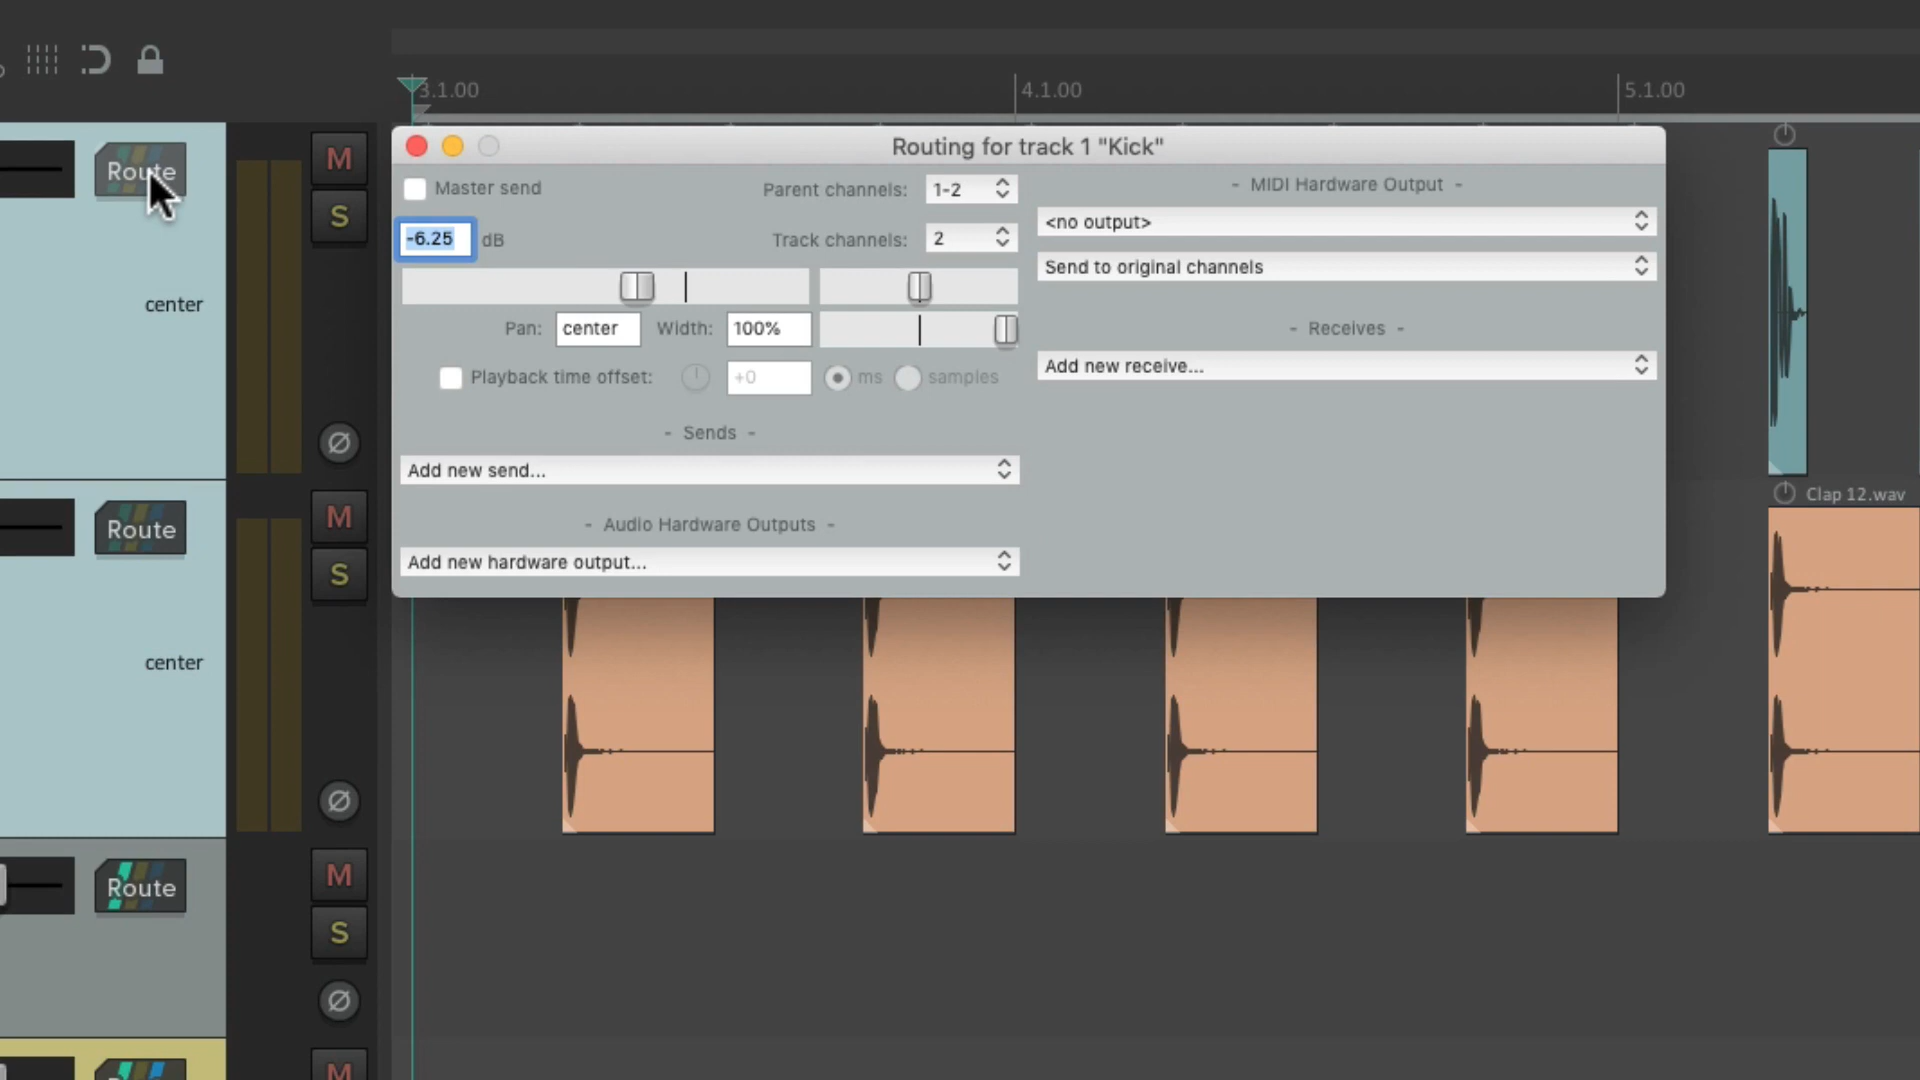 3.1.00
4.1.00
5.1.00
Routing for track 1 "Kick"
Route
M
S
center
Master send
Parent channels: 1-2
-6.25 dB
Track channels: 2
Pan: center Width: 100%
Playback time offset: +0 ms samples
- Sends -
Add new send...
- Audio Hardware Outputs -
Add new hardware output...
- MIDI Hardware Output -
<no output>
Send to original channels
- Receives -
Add new receive...
Clap 12.wav
Route
M
S
center
Route
M
S
M